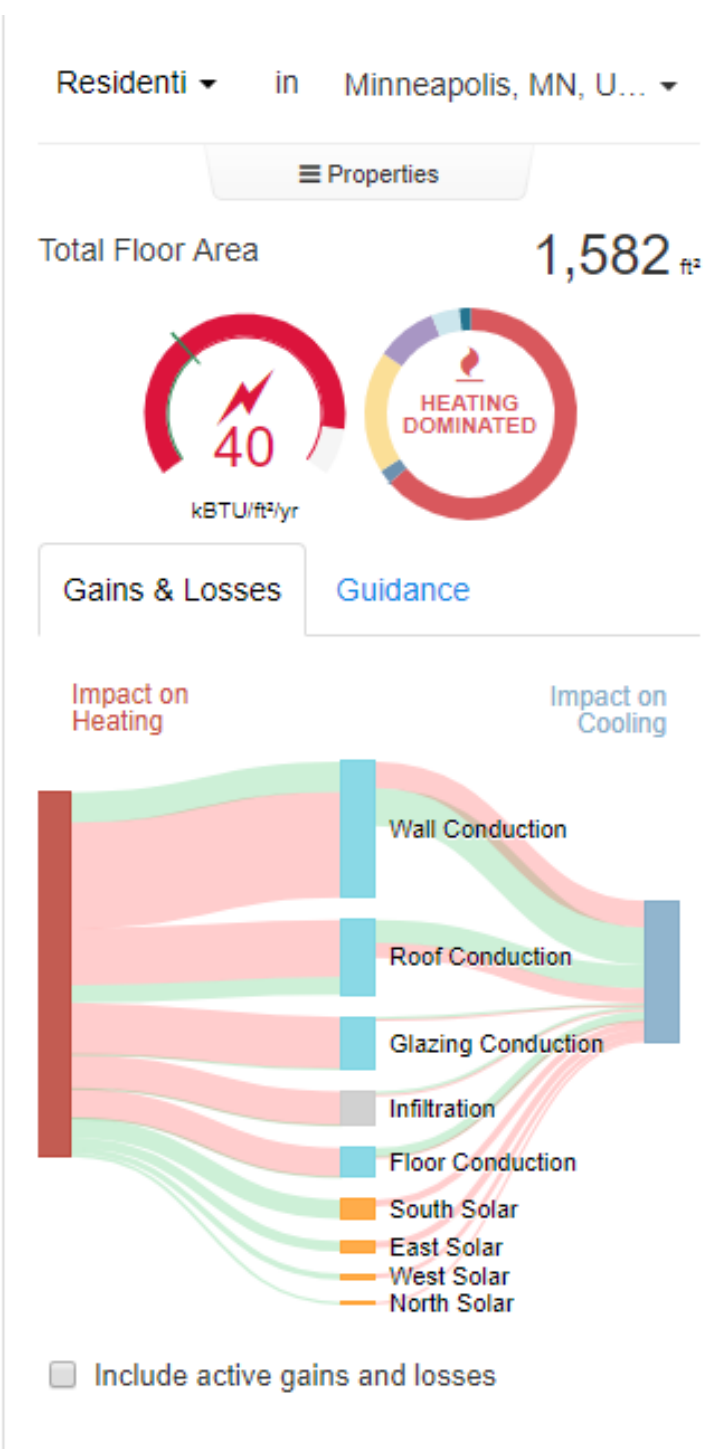 Residenti in Minneapolis, MN, U...
Properties
Total Floor Area 1,582 ft²
40
kBTU/ft²/yr
HEATING
DOMINATED
Gains & Losses Guidance
Impact on
Heating
Impact on
Cooling
Wall Conduction
Roof Conduction
Glazing Conduction
Infiltration
Floor Conduction
South Solar
East Solar
West Solar
North Solar
Include active gains and losses